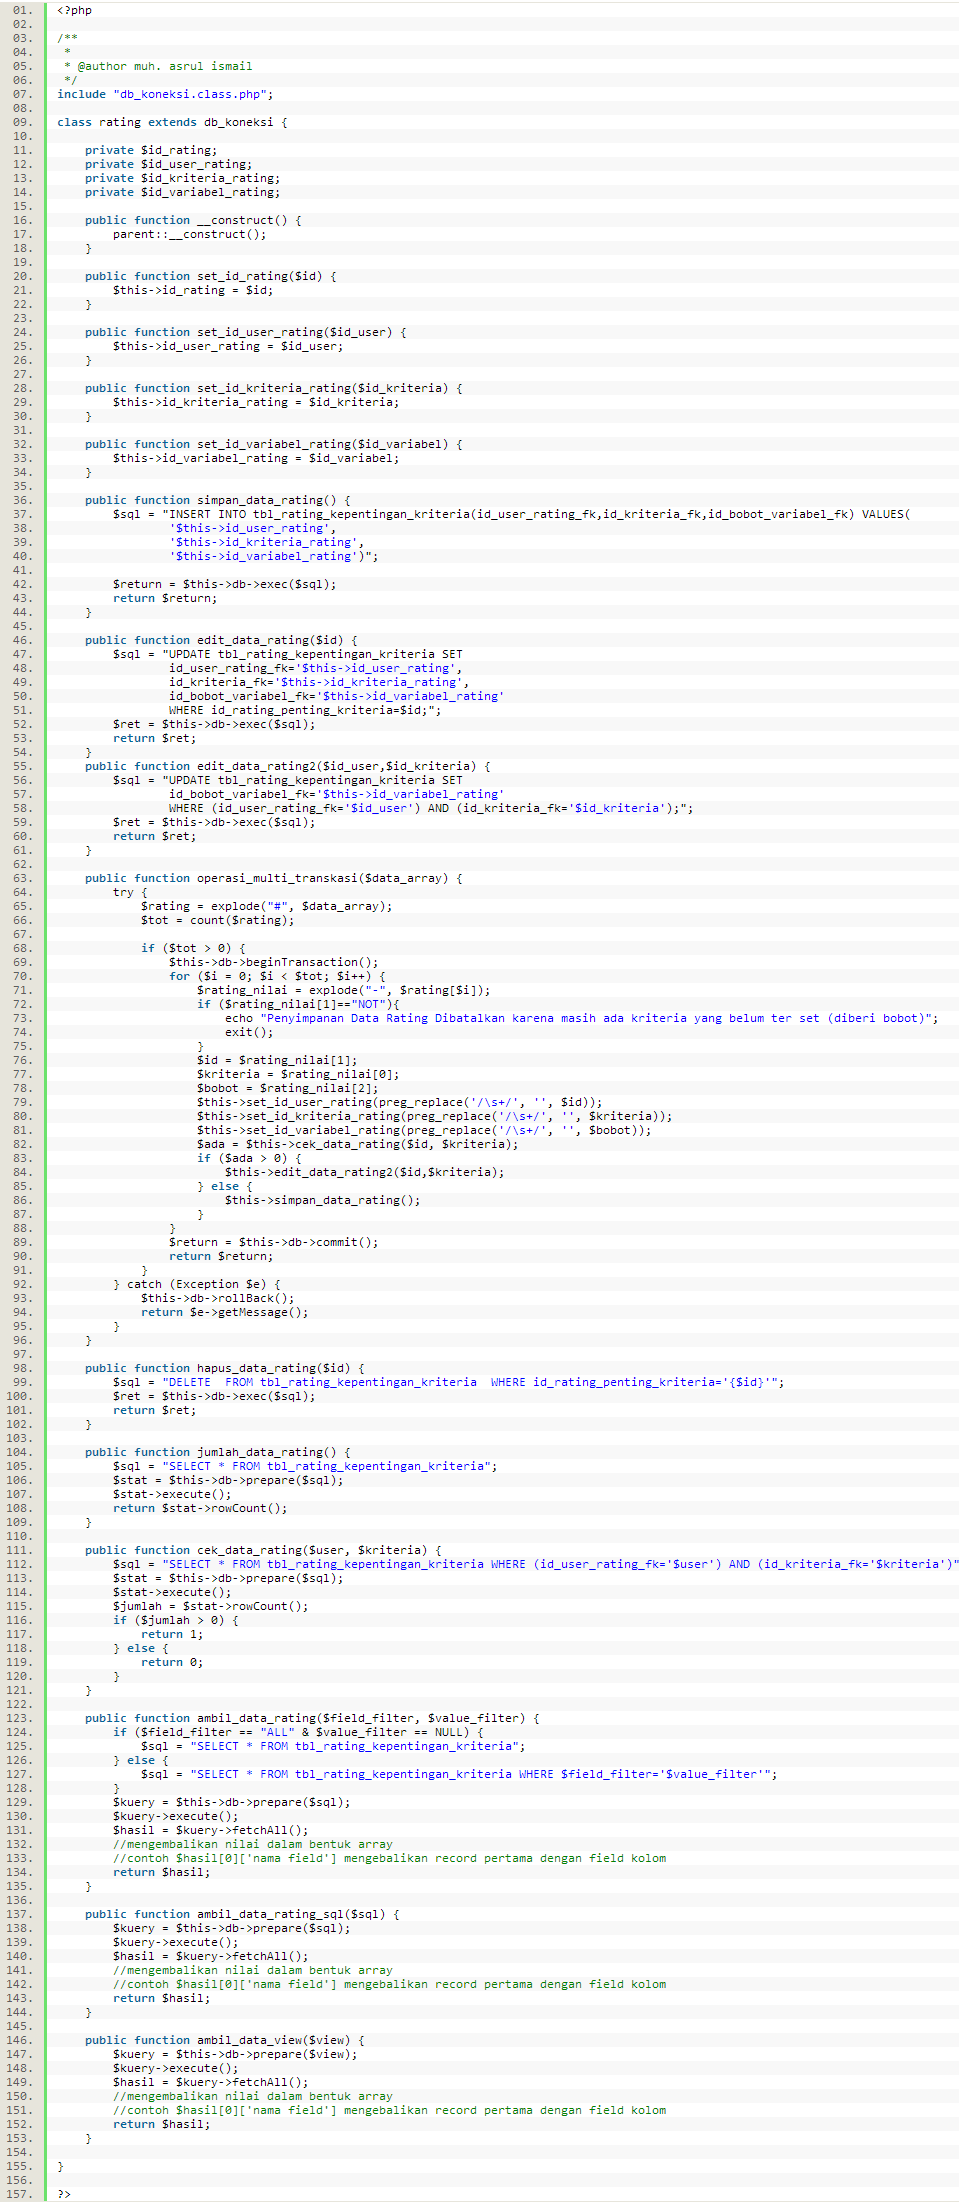 01. <?php
02.
03. /**
04.  *
05.  * @author muh. asrul ismail
06.  */
07. include "db_koneksi.class.php";
08.
09. class rating extends db_koneksi {
10.
11.     private $id_rating;
12.     private $id_user_rating;
13.     private $id_kriteria_rating;
14.     private $id_variabel_rating;
15.
16.     public function __construct() {
17.         parent::__construct();
18.     }
19.
20.     public function set_id_rating($id) {
21.         $this->id_rating = $id;
22.     }
23.
24.     public function set_id_user_rating($id_user) {
25.         $this->id_user_rating = $id_user;
26.     }
27.
28.     public function set_id_kriteria_rating($id_kriteria) {
29.         $this->id_kriteria_rating = $id_kriteria;
30.     }
31.
32.     public function set_id_variabel_rating($id_variabel) {
33.         $this->id_variabel_rating = $id_variabel;
34.     }
35.
36.     public function simpan_data_rating() {
37.         $sql = "INSERT INTO tbl_rating_kepentingan_kriteria(id_user_rating_fk,id_kriteria_fk,id_bobot_variabel_fk) VALUES(
38.                 '$this->id_user_rating',
39.                 '$this->id_kriteria_rating',
40.                 '$this->id_variabel_rating')";
41.
42.         $return = $this->db->exec($sql);
43.         return $return;
44.     }
45.
46.     public function edit_data_rating($id) {
47.         $sql = "UPDATE tbl_rating_kepentingan_kriteria SET
48.                 id_user_rating_fk='$this->id_user_rating',
49.                 id_kriteria_fk='$this->id_kriteria_rating',
50.                 id_bobot_variabel_fk='$this->id_variabel_rating'
51.                 WHERE id_rating_penting_kriteria=$id;";
52.         $ret = $this->db->exec($sql);
53.         return $ret;
54.     }
55.     public function edit_data_rating2($id_user,$id_kriteria) {
56.         $sql = "UPDATE tbl_rating_kepentingan_kriteria SET
57.                 id_bobot_variabel_fk='$this->id_variabel_rating'
58.                 WHERE (id_user_rating_fk='$id_user') AND (id_kriteria_fk='$id_kriteria');";
59.         $ret = $this->db->exec($sql);
60.         return $ret;
61.     }
62.
63.     public function operasi_multi_transkasi($data_array) {
64.         try {
65.             $rating = explode("#", $data_array);
66.             $tot = count($rating);
67.
68.             if ($tot > 0) {
69.                 $this->db->beginTransaction();
70.                 for ($i = 0; $i < $tot; $i++) {
71.                     $rating_nilai = explode("-", $rating[$i]);
72.                     if ($rating_nilai[1]=="NOT"){
73.                         echo "Penyimpanan Data Rating Dibatalkan karena masih ada kriteria yang belum ter set (diberi bobot)";
74.                         exit();
75.                     }
76.                     $id = $rating_nilai[1];
77.                     $kriteria = $rating_nilai[0];
78.                     $bobot = $rating_nilai[2];
79.                     $this->set_id_user_rating(preg_replace('/\s+/', '', $id));
80.                     $this->set_id_kriteria_rating(preg_replace('/\s+/', '', $kriteria));
81.                     $this->set_id_variabel_rating(preg_replace('/\s+/', '', $bobot));
82.                     $ada = $this->cek_data_rating($id, $kriteria);
83.                     if ($ada > 0) {
84.                         $this->edit_data_rating2($id,$kriteria);
85.                     } else {
86.                         $this->simpan_data_rating();
87.                     }
88.                 }
89.                 $return = $this->db->commit();
90.                 return $return;
91.             }
92.         } catch (Exception $e) {
93.             $this->db->rollBack();
94.             return $e->getMessage();
95.         }
96.     }
97.
98.     public function hapus_data_rating($id) {
99.         $sql = "DELETE  FROM tbl_rating_kepentingan_kriteria  WHERE id_rating_penting_kriteria='{$id}'";
100.         $ret = $this->db->exec($sql);
101.         return $ret;
102.     }
103.
104.     public function jumlah_data_rating() {
105.         $sql = "SELECT * FROM tbl_rating_kepentingan_kriteria";
106.         $stat = $this->db->prepare($sql);
107.         $stat->execute();
108.         return $stat->rowCount();
109.     }
110.
111.     public function cek_data_rating($user, $kriteria) {
112.         $sql = "SELECT * FROM tbl_rating_kepentingan_kriteria WHERE (id_user_rating_fk='$user') AND (id_kriteria_fk='$kriteria')"
113.         $stat = $this->db->prepare($sql);
114.         $stat->execute();
115.         $jumlah = $stat->rowCount();
116.         if ($jumlah > 0) {
117.             return 1;
118.         } else {
119.             return 0;
120.         }
121.     }
122.
123.     public function ambil_data_rating($field_filter, $value_filter) {
124.         if ($field_filter == "ALL" & $value_filter == NULL) {
125.             $sql = "SELECT * FROM tbl_rating_kepentingan_kriteria";
126.         } else {
127.             $sql = "SELECT * FROM tbl_rating_kepentingan_kriteria WHERE $field_filter='$value_filter'";
128.         }
129.         $kuery = $this->db->prepare($sql);
130.         $kuery->execute();
131.         $hasil = $kuery->fetchAll();
132.         //mengembalikan nilai dalam bentuk array
133.         //contoh $hasil[0]['nama field'] mengebalikan record pertama dengan field kolom
134.         return $hasil;
135.     }
136.
137.     public function ambil_data_rating_sql($sql) {
138.         $kuery = $this->db->prepare($sql);
139.         $kuery->execute();
140.         $hasil = $kuery->fetchAll();
141.         //mengembalikan nilai dalam bentuk array
142.         //contoh $hasil[0]['nama field'] mengebalikan record pertama dengan field kolom
143.         return $hasil;
144.     }
145.
146.     public function ambil_data_view($view) {
147.         $kuery = $this->db->prepare($view);
148.         $kuery->execute();
149.         $hasil = $kuery->fetchAll();
150.         //mengembalikan nilai dalam bentuk array
151.         //contoh $hasil[0]['nama field'] mengebalikan record pertama dengan field kolom
152.         return $hasil;
153.     }
154.
155. }
156.
157. ?>